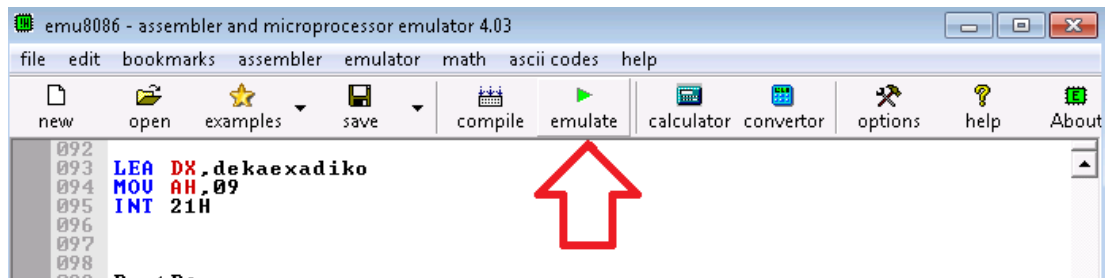 emu8086 - assembler and microprocessor emulator 4.03
file edit bookmarks assembler emulator math ascii codes help
new open examples save compile emulate calculator convertor options help About
092
093 LEA DX,dekaexadiko
094 MOV AH,09
095 INT 21H
096
097
098